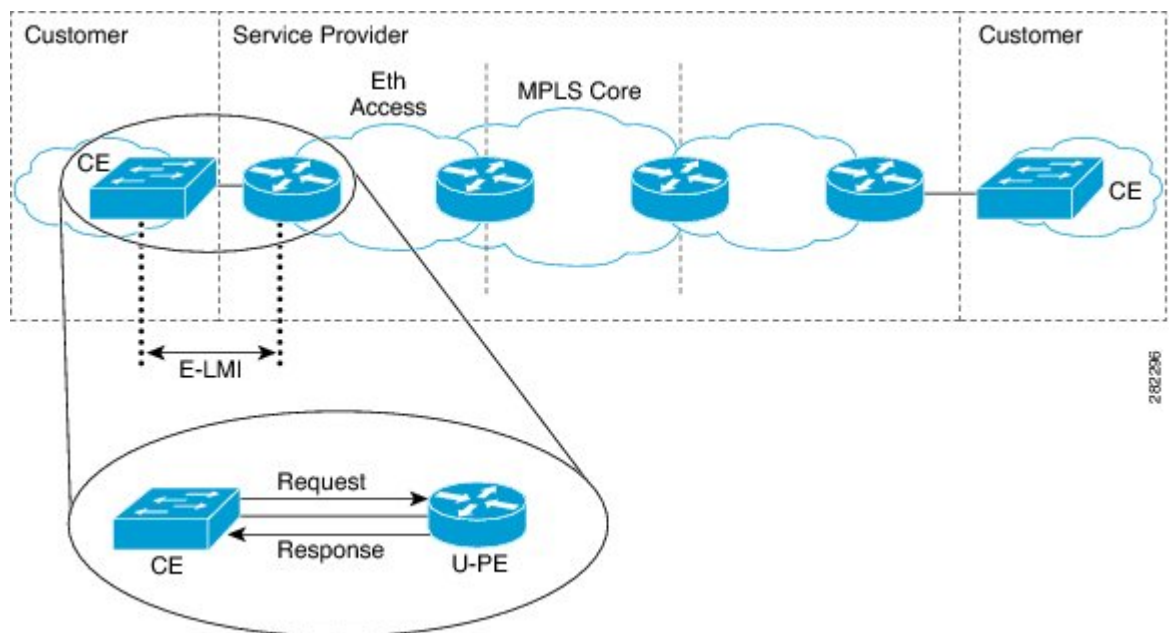 Customer
Service Provider
Customer
Eth
Access
MPLS Core
CE
CE
E-LMI
282296
Request
Response
CE
U-PE